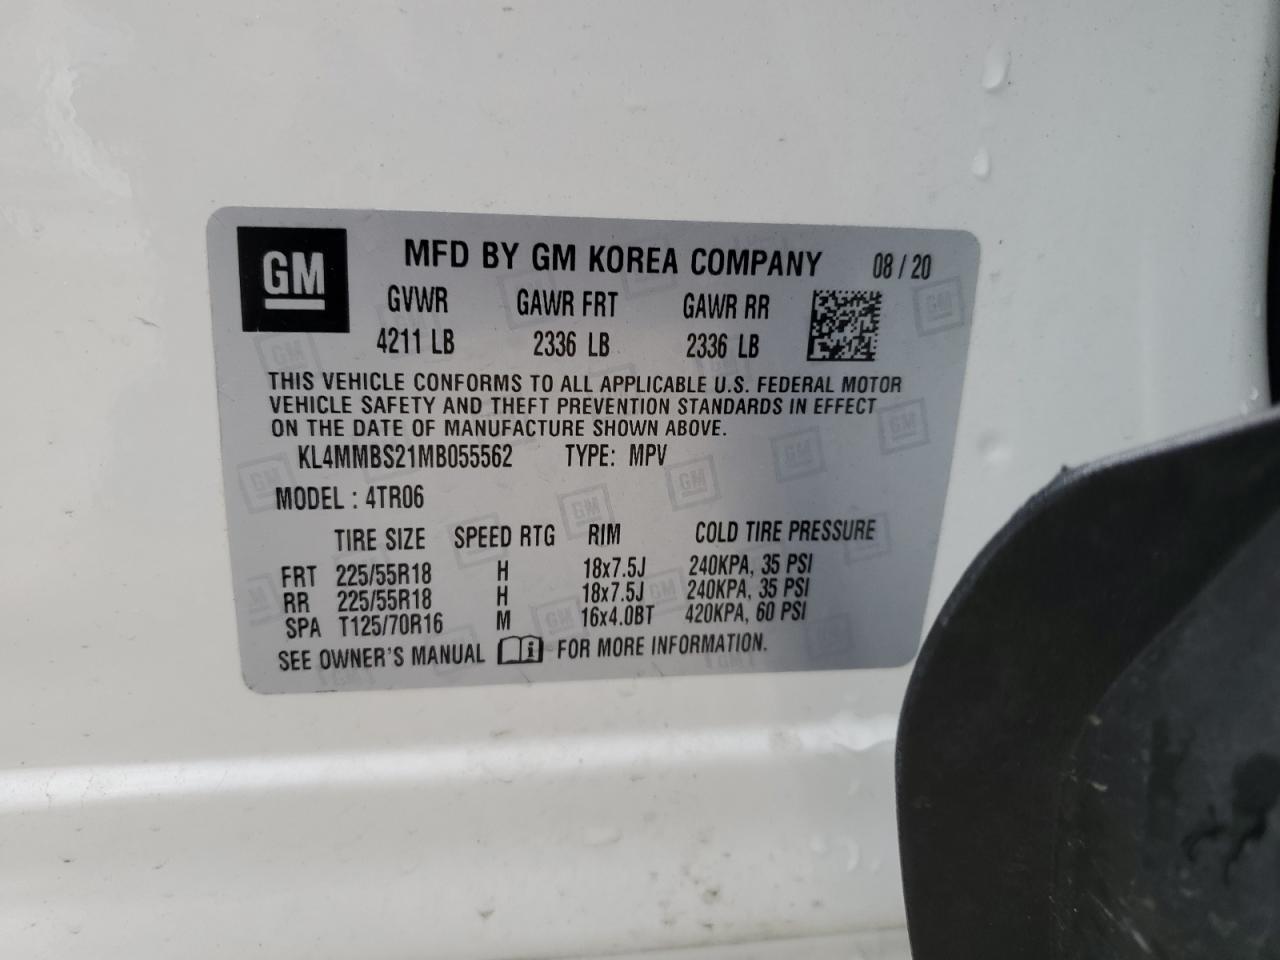 GM
MFD BY GM KOREA COMPANY 08 / 20
GVWR GAWR FRT GAWR RR
4211 LB 2336 LB 2336 LB
THIS VEHICLE CONFORMS TO ALL APPLICABLE U.S. FEDERAL MOTOR
VEHICLE SAFETY AND THEFT PREVENTION STANDARDS IN EFFECT
ON THE DATE OF MANUFACTURE SHOWN ABOVE.
KL4MMBS21MB055562 TYPE: MPV
MODEL : 4TR06
TIRE SIZE SPEED RTG RIM COLD TIRE PRESSURE
FRT 225/55R18 H 18x7.5J 240KPA, 35 PSI
RR 225/55R18 H 18x7.5J 240KPA, 35 PSI
SPA T125/70R16 M 16x4.0BT 420KPA, 60 PSI
SEE OWNER'S MANUAL i FOR MORE INFORMATION.